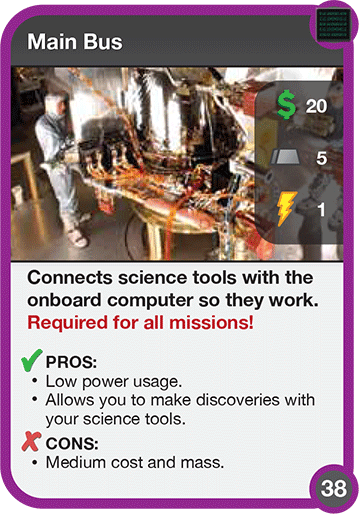 Main Bus
$ 20
5
1
Connects science tools with the
onboard computer so they work.
Required for all missions!
PROS:
• Low power usage.
• Allows you to make discoveries with
your science tools.
CONS:
• Medium cost and mass.
38